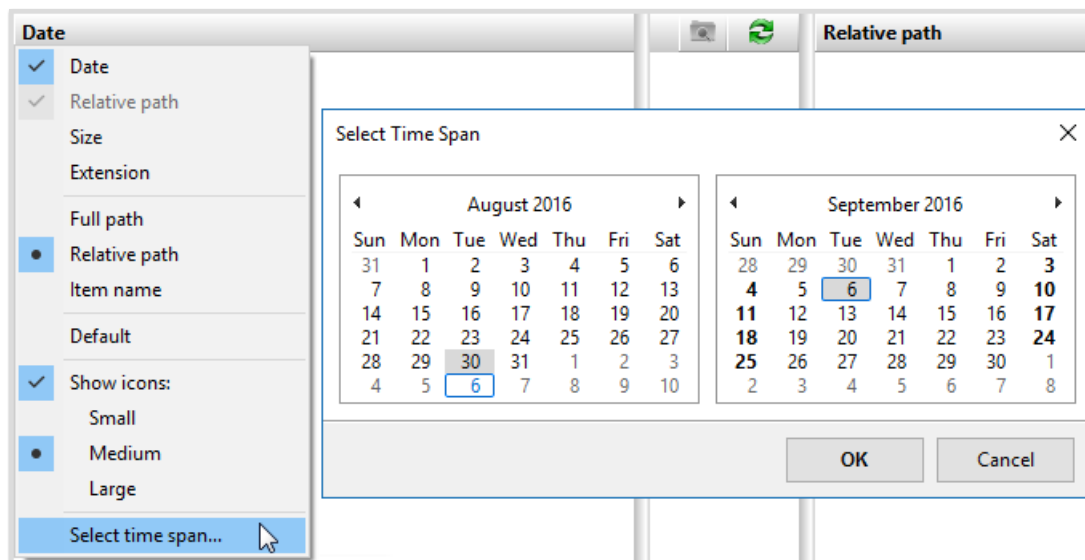 Date
Relative path
Date
Relative path
Size
Extension
Full path
Relative path
Item name
Default
Show icons:
Small
Medium
Large
Select time span...
Select Time Span
August 2016
Sun Mon Tue Wed Thu Fri Sat
31 1 2 3 4 5 6
7 8 9 10 11 12 13
14 15 16 17 18 19 20
21 22 23 24 25 26 27
28 29 30 31 1 2 3
4 5 6 7 8 9 10
September 2016
Sun Mon Tue Wed Thu Fri Sat
28 29 30 31 1 2 3
4 5 6 7 8 9 10
11 12 13 14 15 16 17
18 19 20 21 22 23 24
25 26 27 28 29 30 1
2 3 4 5 6 7 8
OK
Cancel